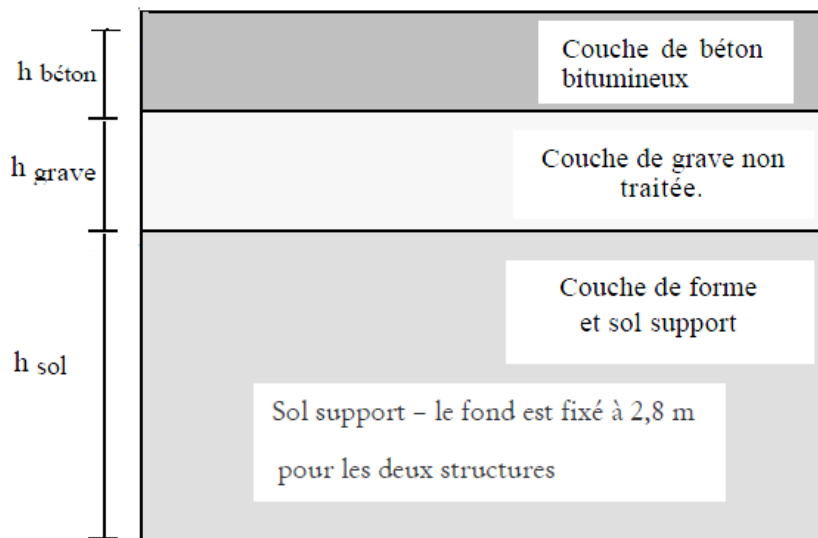 h béton
Couche de béton
bitumineux
h grave
Couche de grave non
traitée.
Couche de forme
et sol support
h sol
Sol support – le fond est fixé à 2,8 m
pour les deux structures